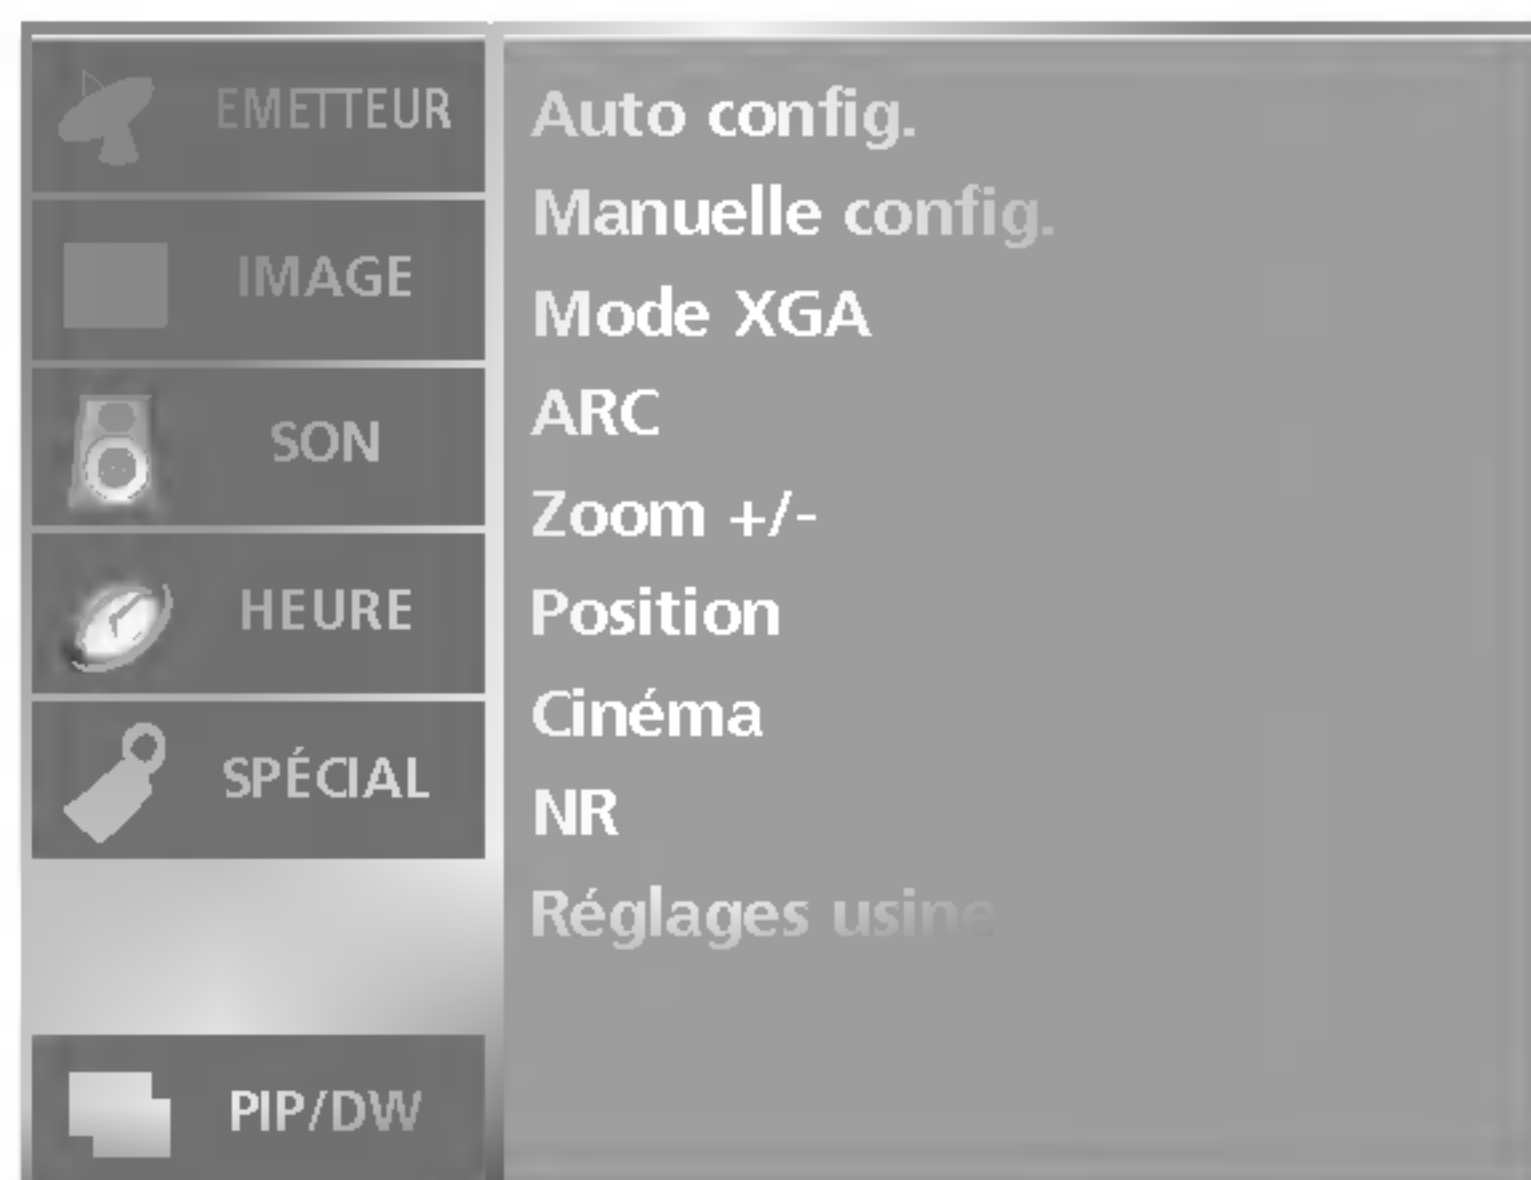 EMETTEUR
IMAGE
SON
HEURE
SPÉCIAL
PIP/DW
Auto config.
Manuelle config.
Mode XGA
ARC
Zoom +/-
Position
Cinéma
NR
Réglages usine